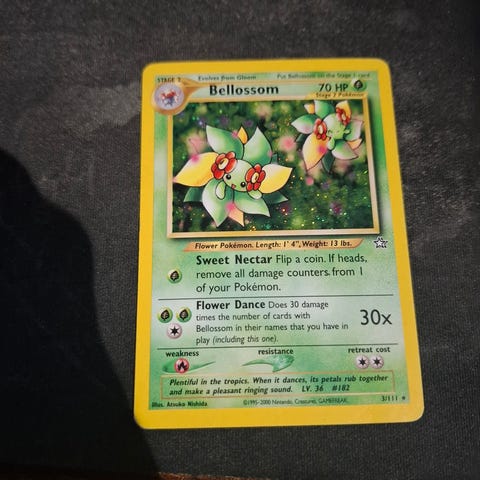 STAGE 2 Evolves from Gloom Put Bellossom on the Stage 1 card
Bellossom 70 HP
Stage 2 Pokémon
Flower Pokémon. Length: 1' 4", Weight: 13 lbs.
Sweet Nectar Flip a coin. If heads,
remove all damage counters from 1
of your Pokémon.
Flower Dance Does 30 damage
times the number of cards with
Bellossom in their names that you have in
play (including this one).
30x
weakness resistance retreat cost
Plentiful in the tropics. When it dances, its petals rub together
and make a pleasant ringing sound. LV. 36 #182
Illus. Atsuko Nishida ©1995-2000 Nintendo, Creatures, GAMEFREAK. 3/111